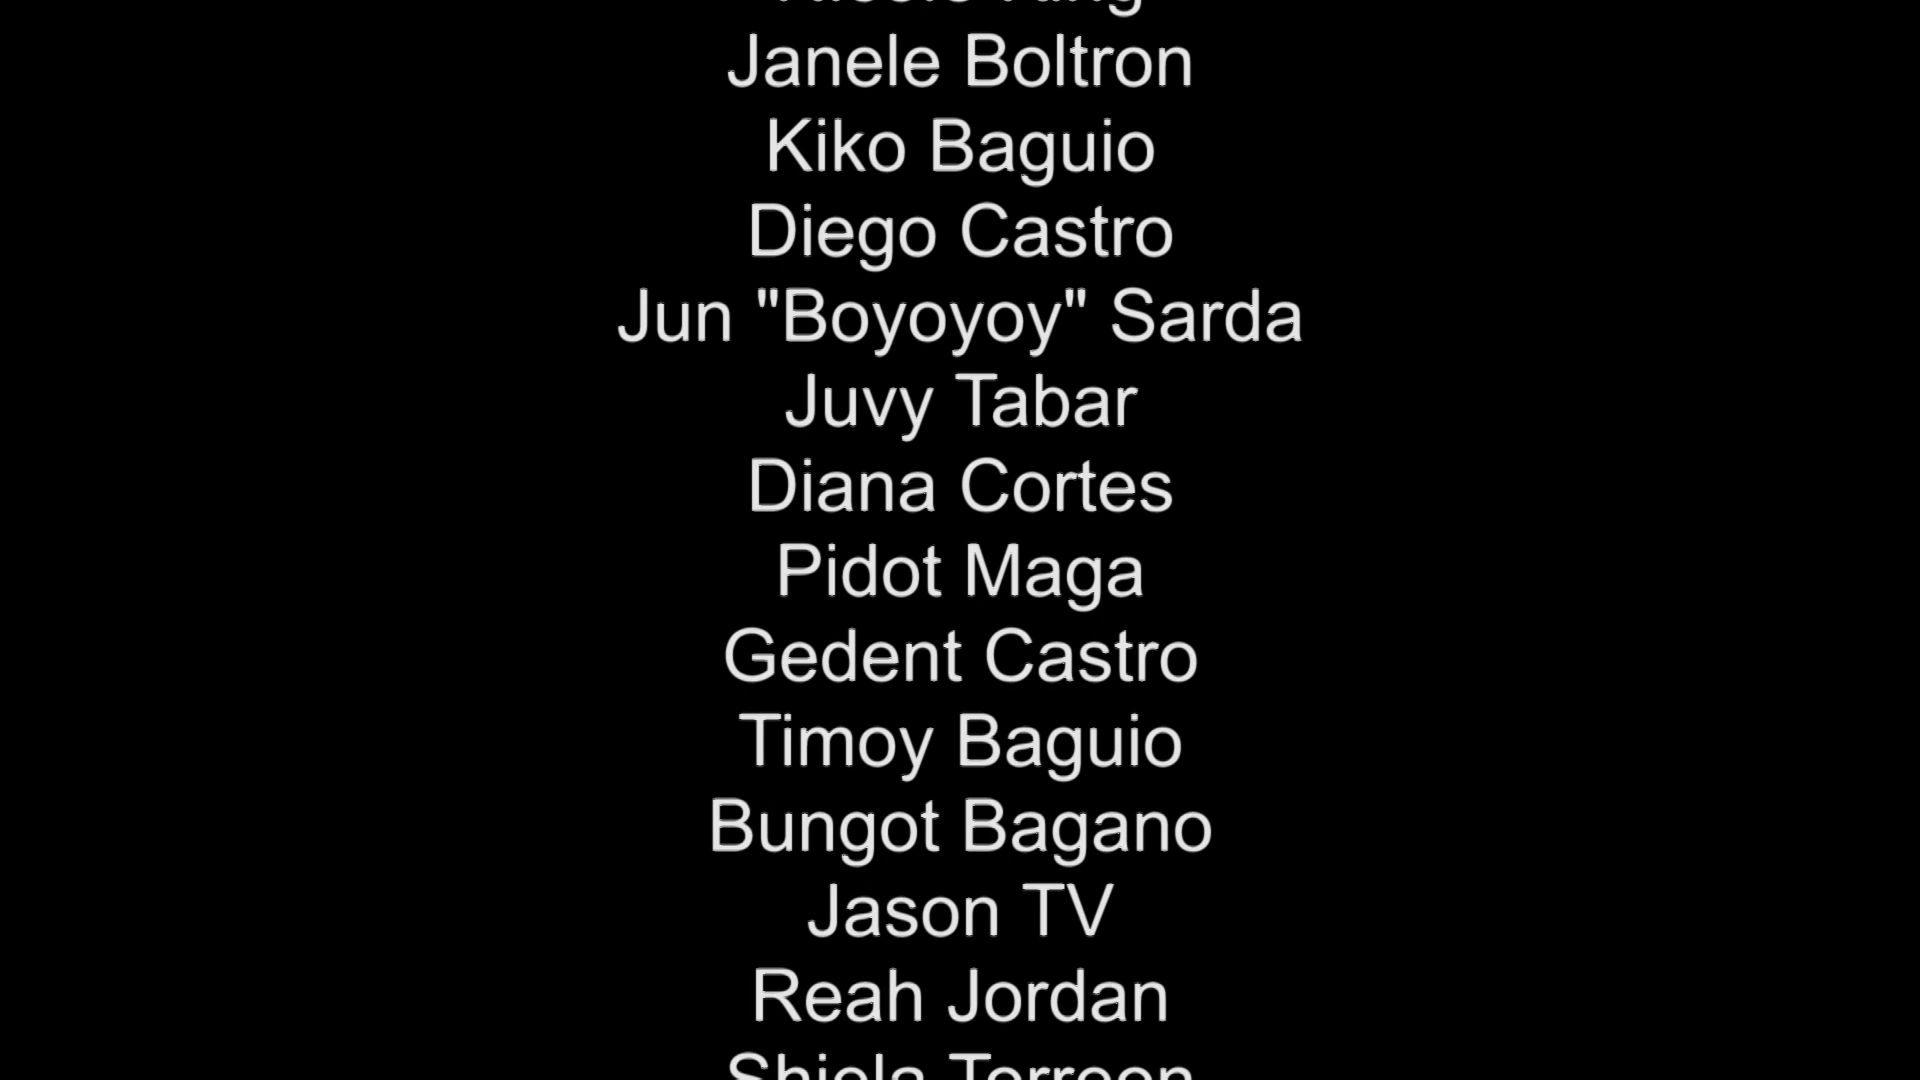 Janele Boltron
Kiko Baguio
Diego Castro
Jun "Boyoyoy" Sarda
Juvy Tabar
Diana Cortes
Pidot Maga
Gedent Castro
Timoy Baguio
Bungot Bagano
Jason TV
Reah Jordan